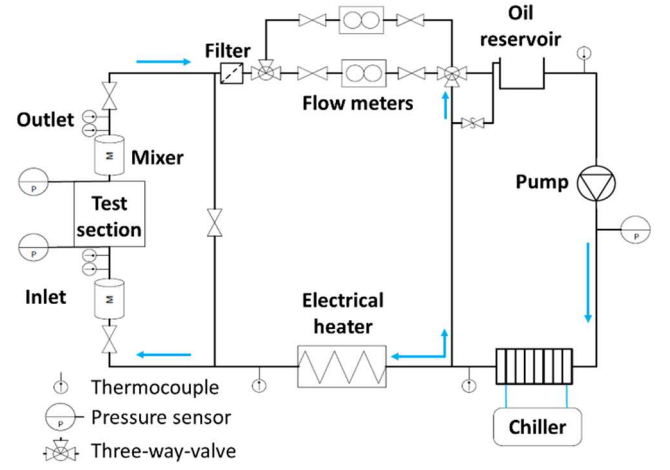 Oil
reservoir
Filter
Flow meters
Outlet
M
Mixer
P
Test
section
Pump
P
P
Inlet
M
Electrical
heater
Thermocouple
P
Pressure sensor
Chiller
Three-way-valve